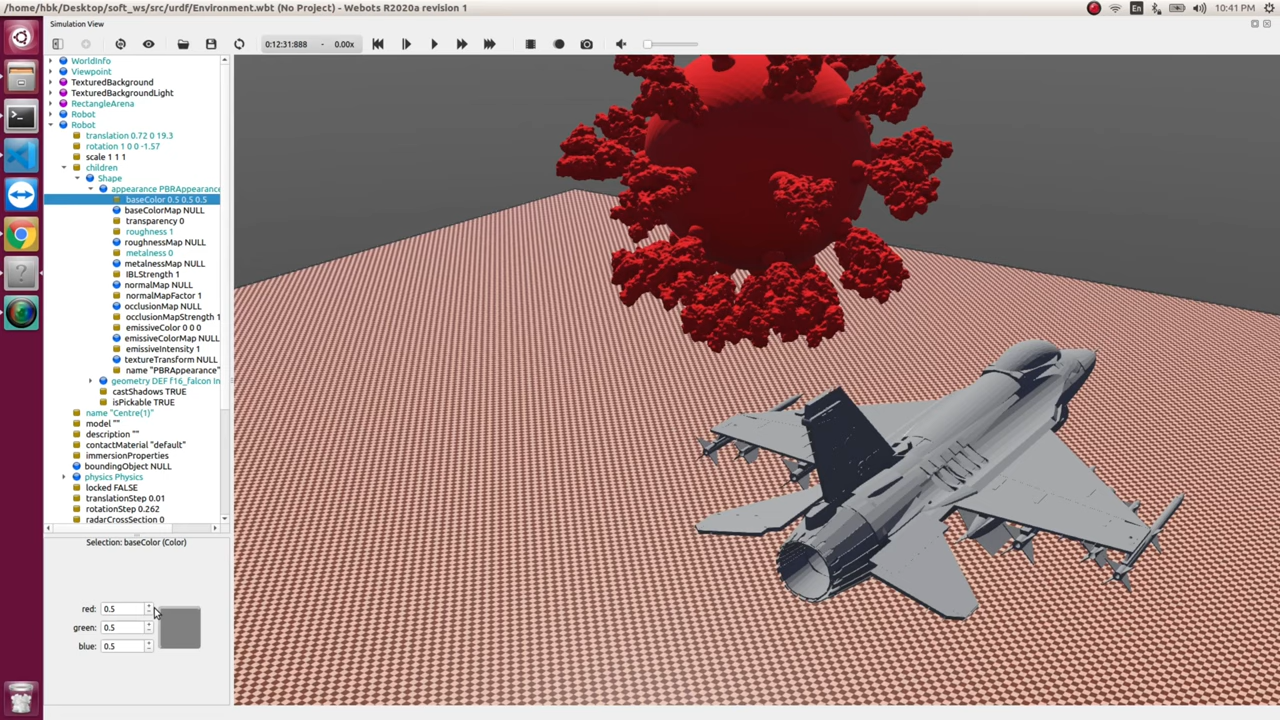 /home/hbk/Desktop/soft_ws/src/urdf/Environment.wbt (No Project) - Webots R2020a revision 1
En
10:41 PM
Simulation View
0:12:31:888 - 0.00x
WorldInfo
Viewpoint
TexturedBackground
TexturedBackgroundLight
RectangleArena
Robot
Robot
translation 0.72 0 19.3
rotation 1 0 0 -1.57
scale 1 1 1
children
Shape
appearance PBRAppearance
baseColor 0.5 0.5 0.5
baseColorMap NULL
transparency 0
roughness 1
roughnessMap NULL
metalness 0
metalnessMap NULL
IBLStrength 1
normalMap NULL
normalMapFactor 1
occlusionMap NULL
occlusionMapStrength 1
emissiveColor 0 0 0
emissiveColorMap NULL
emissiveIntensity 1
textureTransform NULL
name "PBRAppearance"
geometry DEF f16_falcon In
castShadows TRUE
isPickable TRUE
name "Centre(1)"
model ""
description ""
contactMaterial "default"
immersionProperties
boundingObject NULL
physics Physics
locked FALSE
translationStep 0.01
rotationStep 0.262
radarCrossSection 0
Selection: baseColor (Color)
red: 0.5
green: 0.5
blue: 0.5